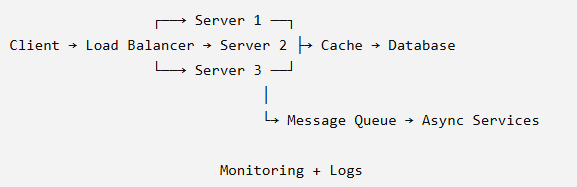 ┌──→ Server 1 ──┐
Client → Load Balancer → Server 2 ├→ Cache → Database
└──→ Server 3 ──┘
│
└→ Message Queue → Async Services
Monitoring + Logs